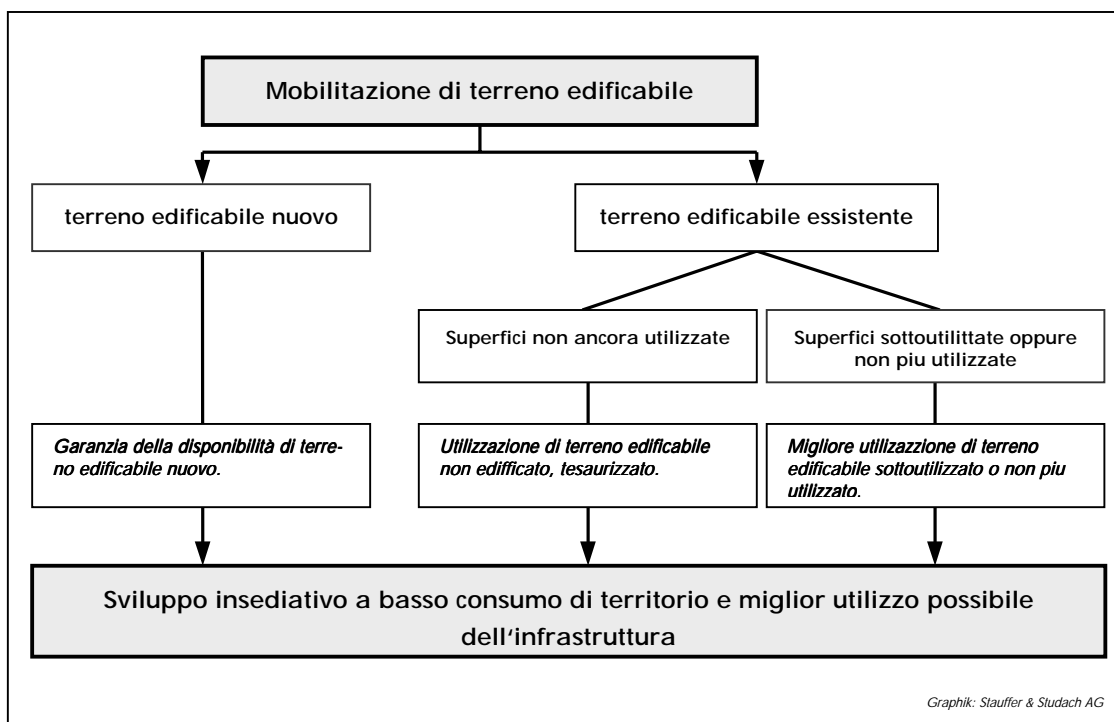 Mobilitazione di terreno edificabile
terreno edificabile nuovo
terreno edificabile essistente
Superfici non ancora utilizzate
Superfici sottoutilittate oppure
non piu utilizzate
Garanzia della disponibilità di terre-
no edificabile nuovo.
Utilizzazione di terreno edificabile
non edifficato, tesaurizzato.
Migliore utilizazzione di terreno
edificabile sottoutilizzato o non piu
utilizzato.
Sviluppo insediativo a basso consumo di territorio e miglior utilizzo possibile
dell‘infrastruttura
Graphik: Stauffer & Studach AG